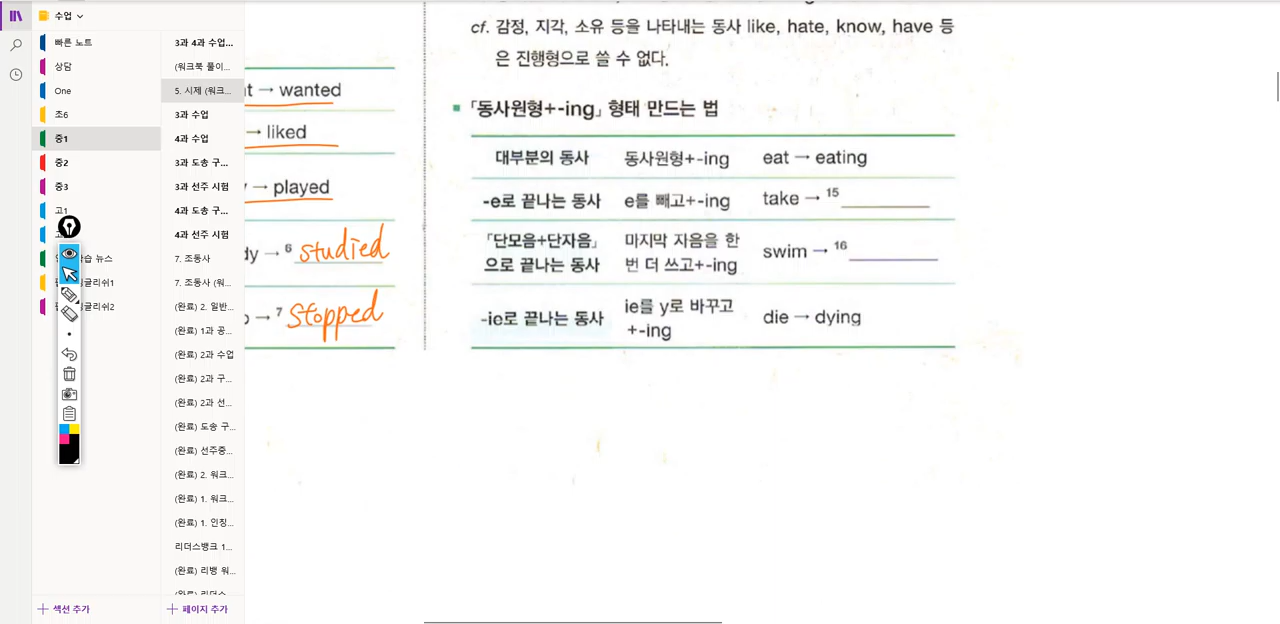 수업
빠른 노트
상담
One
초6
중1
중2
중3
고1
습 뉴스
글리쉬1
글리쉬2
섹션 추가
3과 4과 수업...
(워크북 풀이...
5. 시제 (워크...
3과 수업
4과 수업
3과 도송 구...
3과 선주 시험
4과 도송 구...
4과 선주 시험
7. 조동사
7. 조동사 (워...
(완료) 2. 일반...
(완료) 1과 공...
(완료) 2과 수업
(완료) 2과 구...
(완료) 2과 선...
(완료) 도송 구...
(완료) 선주중...
(완료) 2. 워크...
(완료) 1. 워크...
(완료) 1. 인칭...
리더스뱅크 1...
(완료) 리뱅 워...
페이지 추가
→ wanted
→ liked
→ played
dy → 6 studied
→ 7 stopped
cf. 감정, 지각, 소유 등을 나타내는 동사 like, hate, know, have 등
은 진행형으로 쓸 수 없다.
「동사원형+-ing」 형태 만드는 법
대부분의 동사 동사원형+-ing eat → eating
-e로 끝나는 동사 e를 빼고+-ing take → 15
「단모음+단자음」 마지막 자음을 한
으로 끝나는 동사 번 더 쓰고+-ing swim → 16
-ie로 끝나는 동사 ie를 y로 바꾸고 die → dying
+-ing